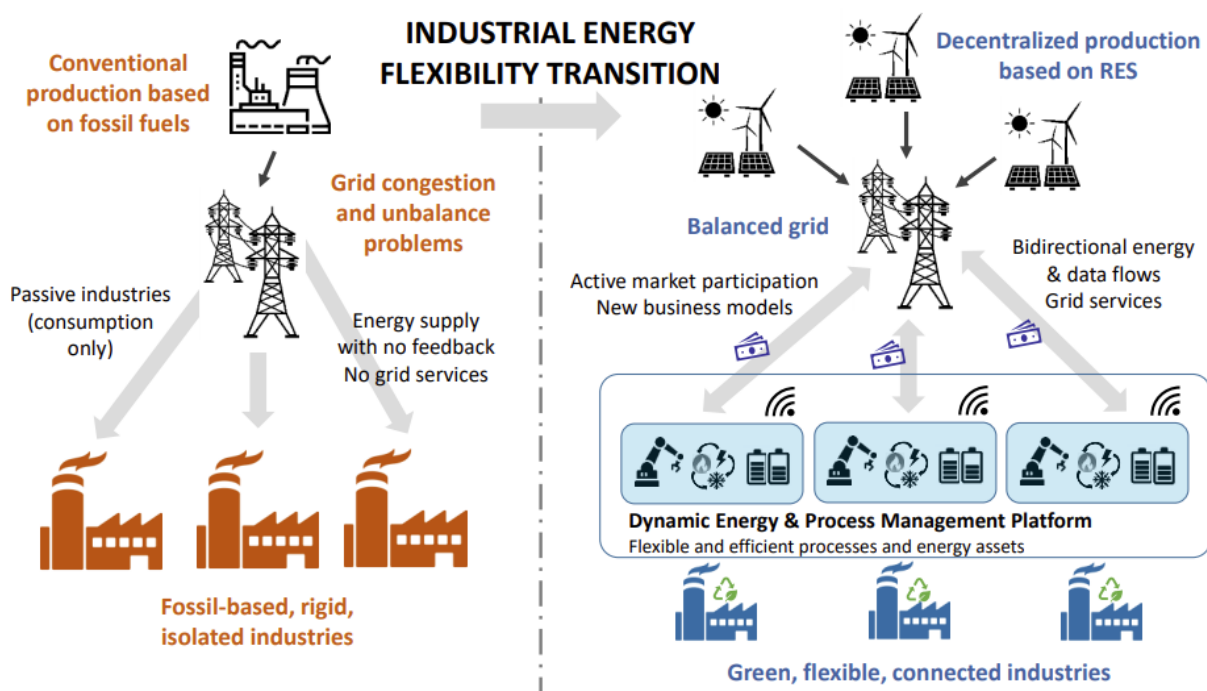 INDUSTRIAL ENERGY
FLEXIBILITY TRANSITION
Conventional
production based
on fossil fuels
Grid congestion
and unbalance
problems
Passive industries
(consumption
only)
Energy supply
with no feedback
No grid services
Fossil-based, rigid,
isolated industries
Decentralized production
based on RES
Balanced grid
Active market participation
New business models
Bidirectional energy
& data flows
Grid services
Dynamic Energy & Process Management Platform
Flexible and efficient processes and energy assets
Green, flexible, connected industries